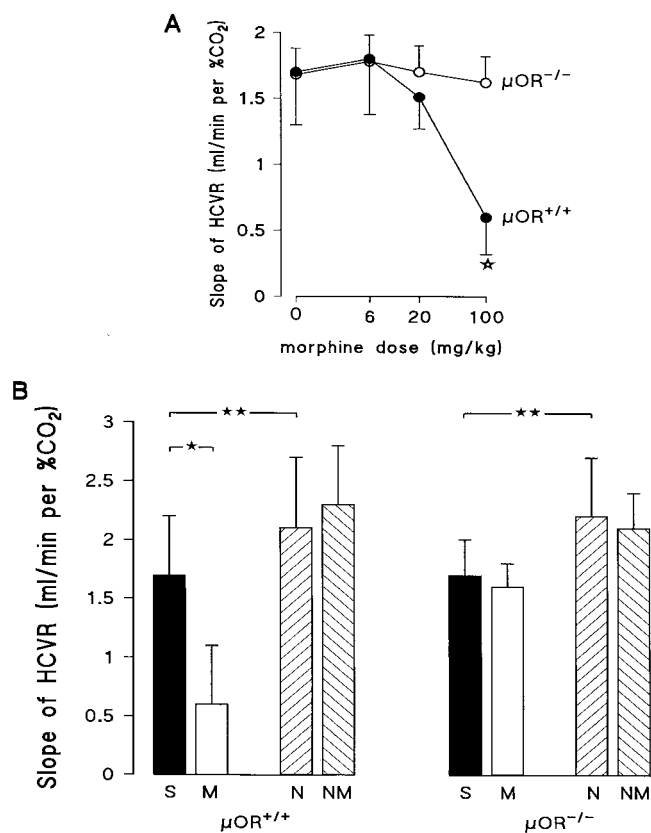 A
Slope of HCVR (ml/min per %CO₂)
2
1.5
1
0.5
0
μOR⁻/⁻
μOR⁺/⁺
☆
0 6 20 100
morphine dose (mg/kg)
B
Slope of HCVR (ml/min per %CO₂)
3
2.5
2
1.5
1
0.5
0
★★
★
★★
S M N NM
S M N NM
μOR⁺/⁺
μOR⁻/⁻